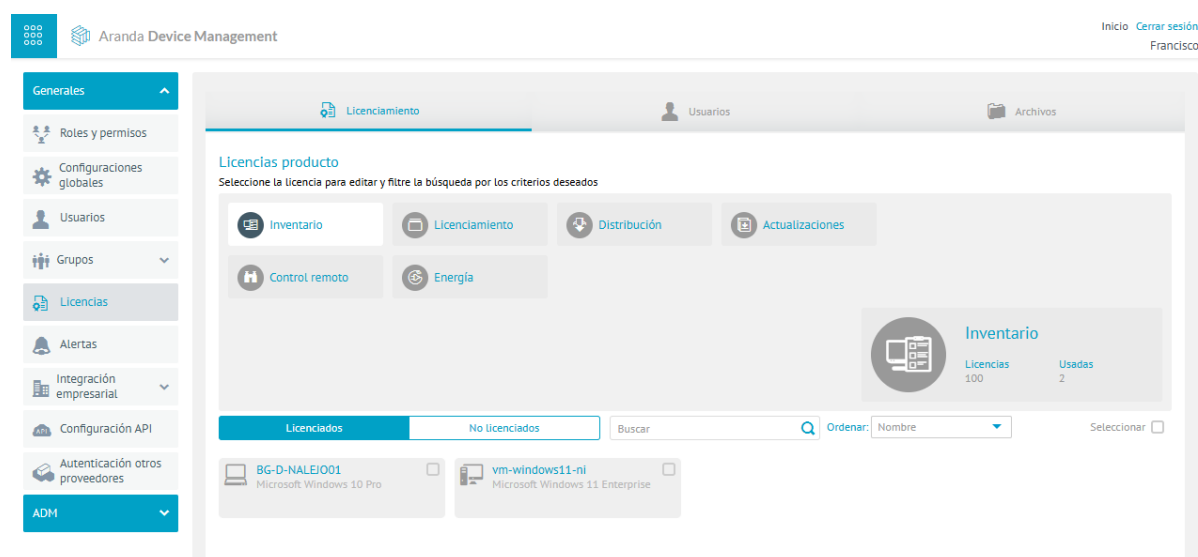 Aranda Device Management
Inicio Cerrar sesión
Francisco
Generales
Roles y permisos
Configuraciones
globales
Usuarios
Grupos
Licencias
Alertas
Integración
empresarial
API
Configuración API
Autenticación otros
proveedores
ADM
Licenciamiento
Usuarios
Archivos
Licencias producto
Seleccione la licencia para editar y filtre la búsqueda por los criterios deseados
Inventario
Licenciamiento
Distribución
Actualizaciones
Control remoto
Energía
Inventario
Licencias Usadas
100 2
Licenciados
No licenciados
Buscar
Ordenar: Nombre
Seleccionar
BG-D-NALEJO01
Microsoft Windows 10 Pro
vm-windows11-ni
Microsoft Windows 11 Enterprise